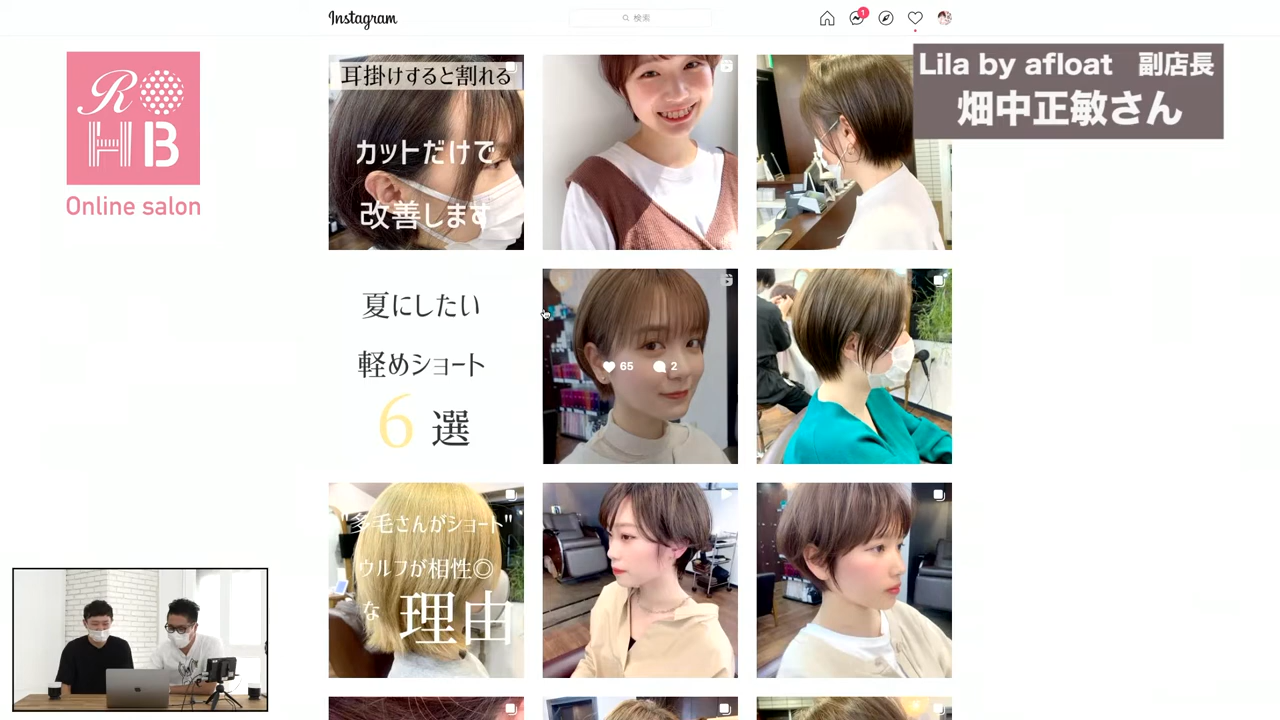 Instagram
検索
1
Lila by afloat 副店長
畑中正敏さん
R
HB
Online salon
耳掛けすると割れる
カットだけで
改善します
夏にしたい
軽めショート
6選
65 2
"多毛さんがショート"
ウルフが相性◎
な理由